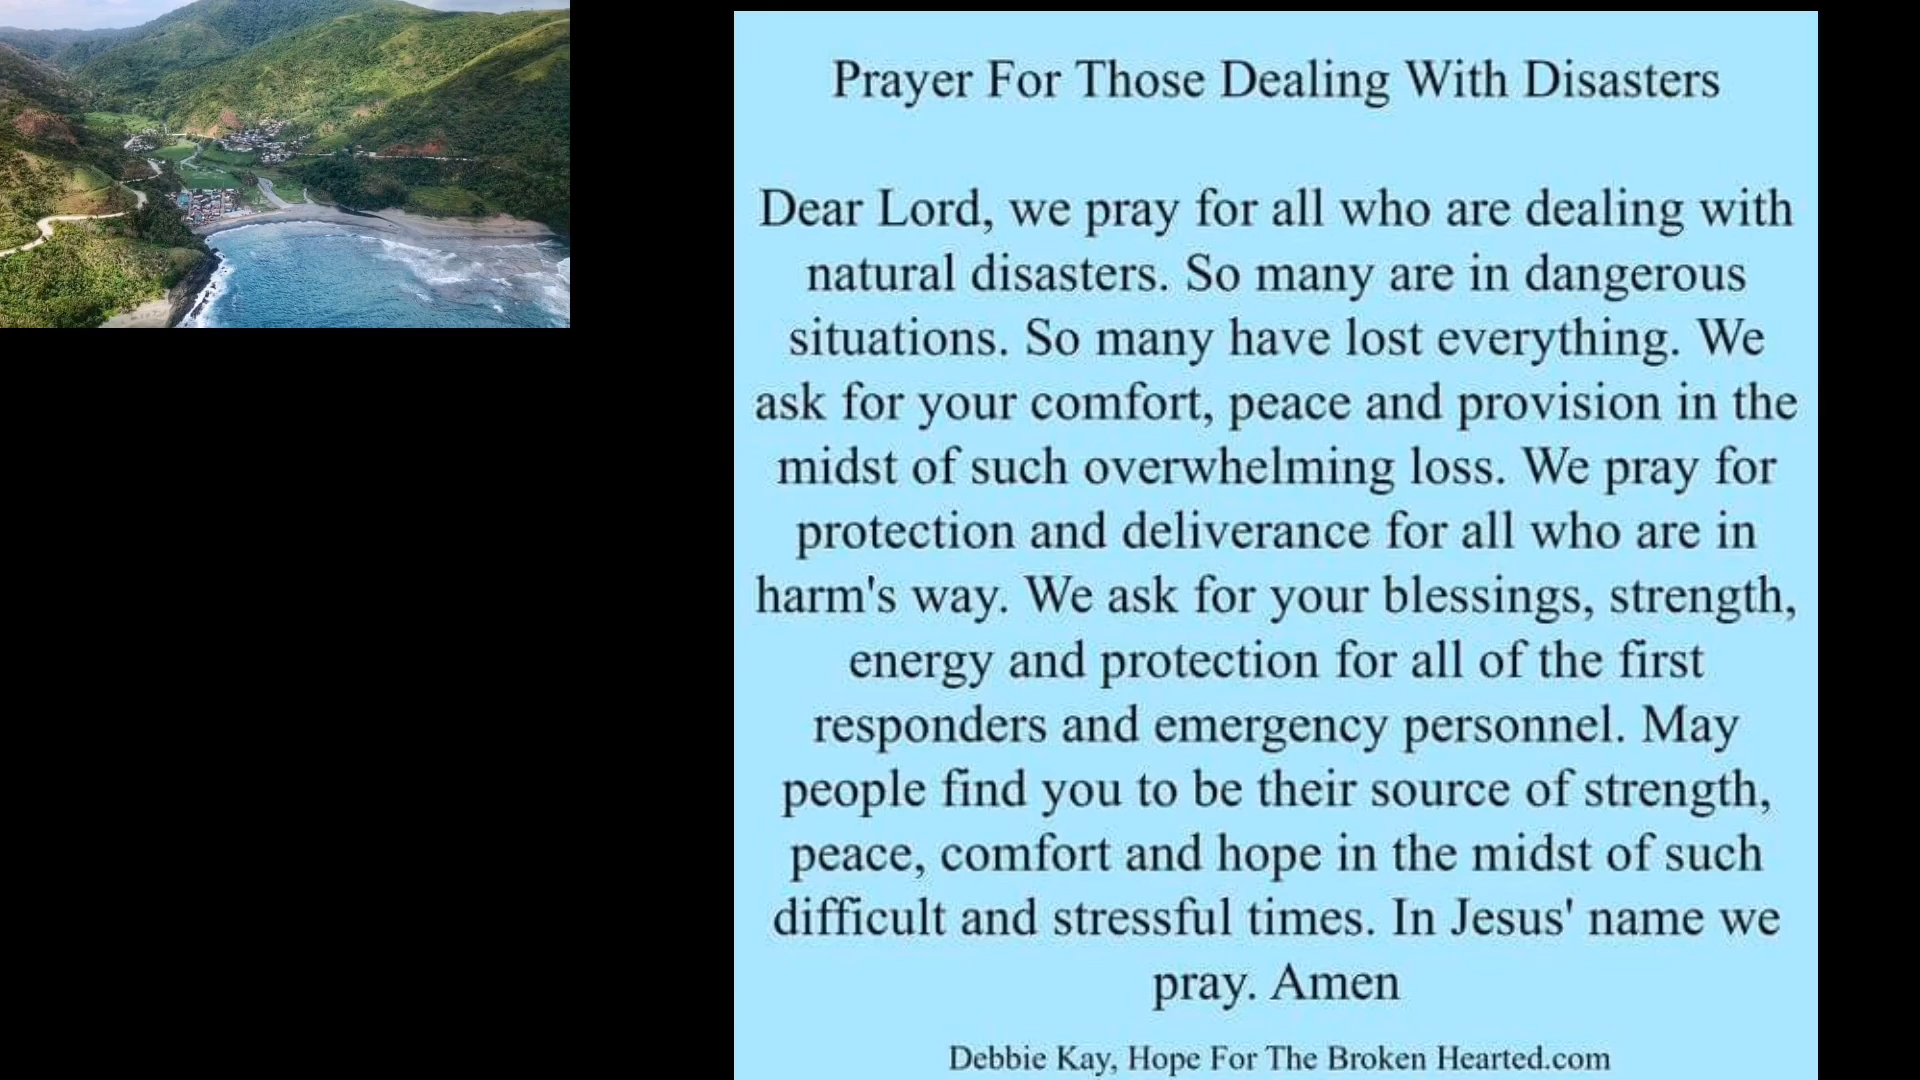 Prayer For Those Dealing With Disasters
Dear Lord, we pray for all who are dealing with
natural disasters. So many are in dangerous
situations. So many have lost everything. We
ask for your comfort, peace and provision in the
midst of such overwhelming loss. We pray for
protection and deliverance for all who are in
harm's way. We ask for your blessings, strength,
energy and protection for all of the first
responders and emergency personnel. May
people find you to be their source of strength,
peace, comfort and hope in the midst of such
difficult and stressful times. In Jesus' name we
pray. Amen
Debbie Kay, Hope For The Broken Hearted.com